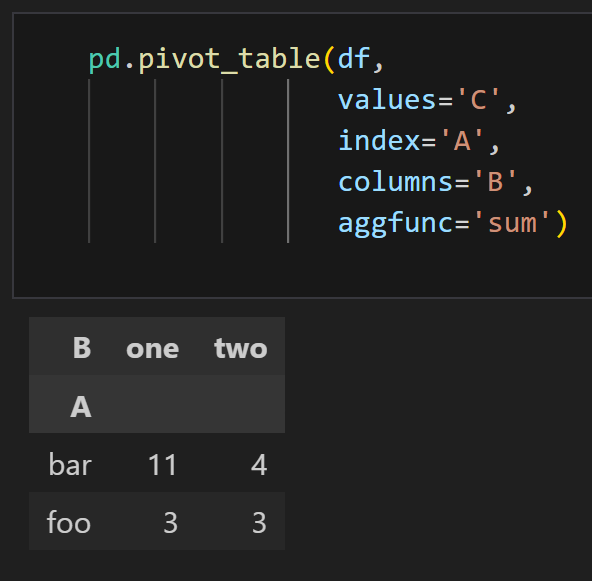 pd.pivot_table(df,
values='C',
index='A',
columns='B',
aggfunc='sum')
B one two
A
bar 11 4
foo 3 3